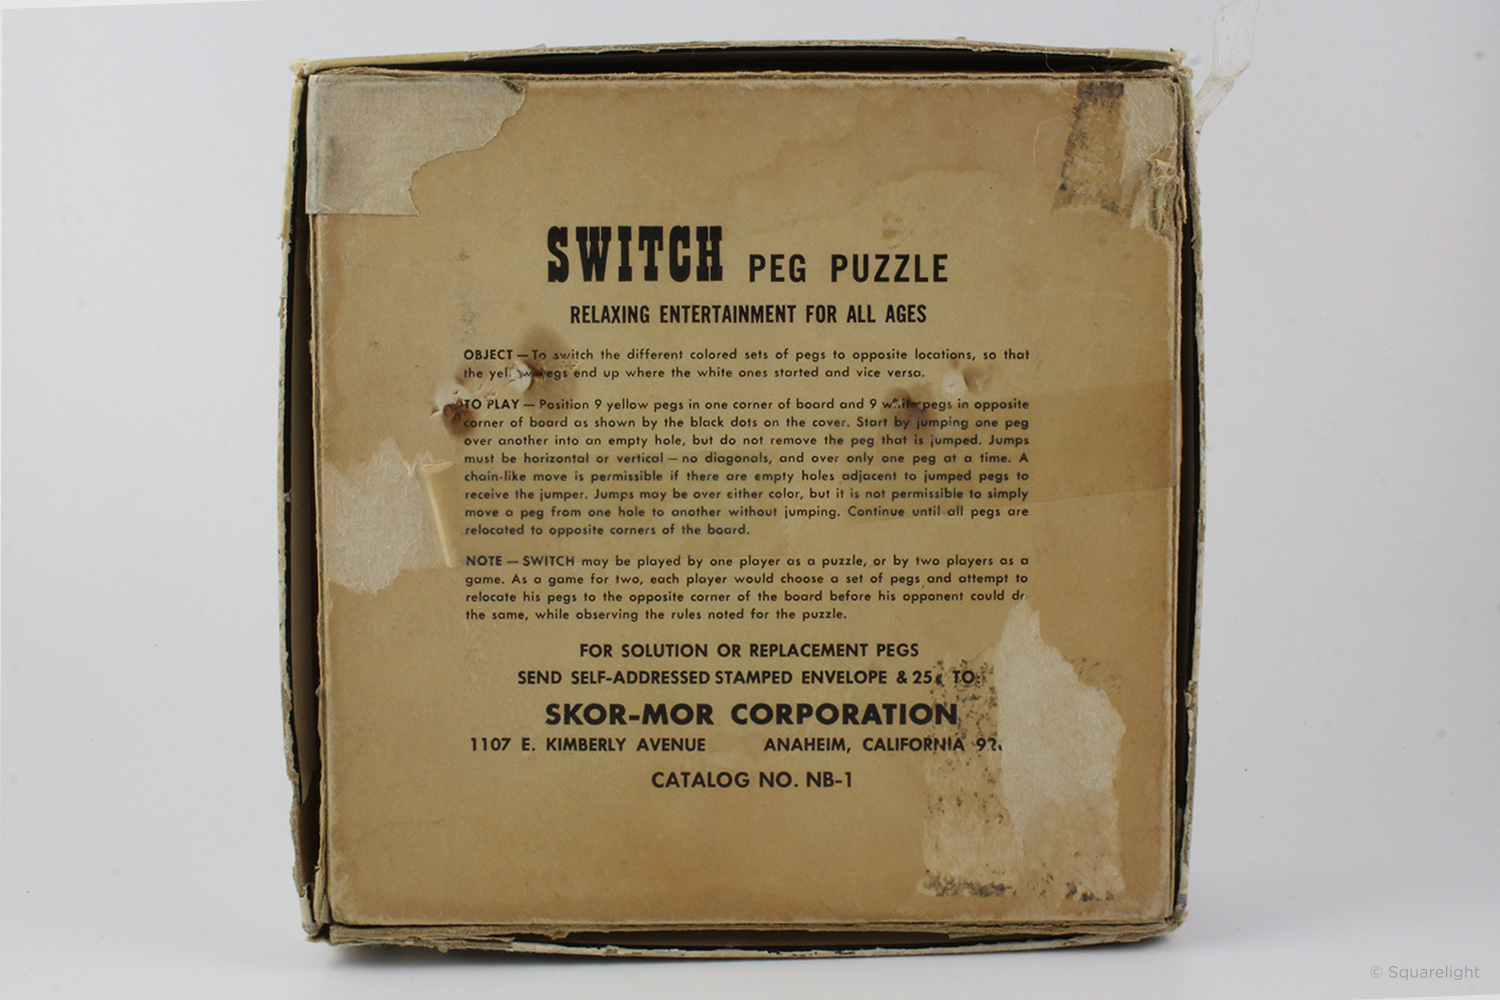 SWITCH PEG PUZZLE
RELAXING ENTERTAINMENT FOR ALL AGES
OBJECT — To switch the different colored sets of pegs to opposite locations, so that
the pegs end up where the white ones started and vice versa.
TO PLAY — Position 9 yellow pegs in one corner of board and 9 white pegs in opposite
corner of board as shown by the black dots on the cover. Start by jumping one peg
over another into an empty hole, but do not remove the peg that is jumped. Jumps
must be horizontal or vertical — no diagonals, and over only one peg at a time. A
chain-like move is permissible if there are empty holes adjacent to jumped pegs to
receive the jumper. Jumps may be over either color, but it is not permissible to simply
move a peg from one hole to another without jumping. Continue until all pegs are
relocated to opposite corners of the board.
NOTE — SWITCH may be played by one player as a puzzle, or by two players as a
game. As a game for two, each player would choose a set of pegs and attempt to
relocate his pegs to the opposite corner of the board before his opponent could do
the same, while observing the rules noted for the puzzle.
FOR SOLUTION OR REPLACEMENT PEGS
SEND SELF-ADDRESSED STAMPED ENVELOPE & 25¢ TO:
SKOR-MOR CORPORATION
1107 E. KIMBERLY AVENUE ANAHEIM, CALIFORNIA
CATALOG NO. NB-1
© Squarelight